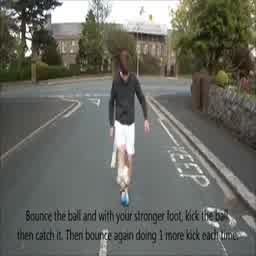 KEEP
Bounce the ball and with your stronger foot, kick the ball
then catch it. Then bounce again doing 1 more kick each time.